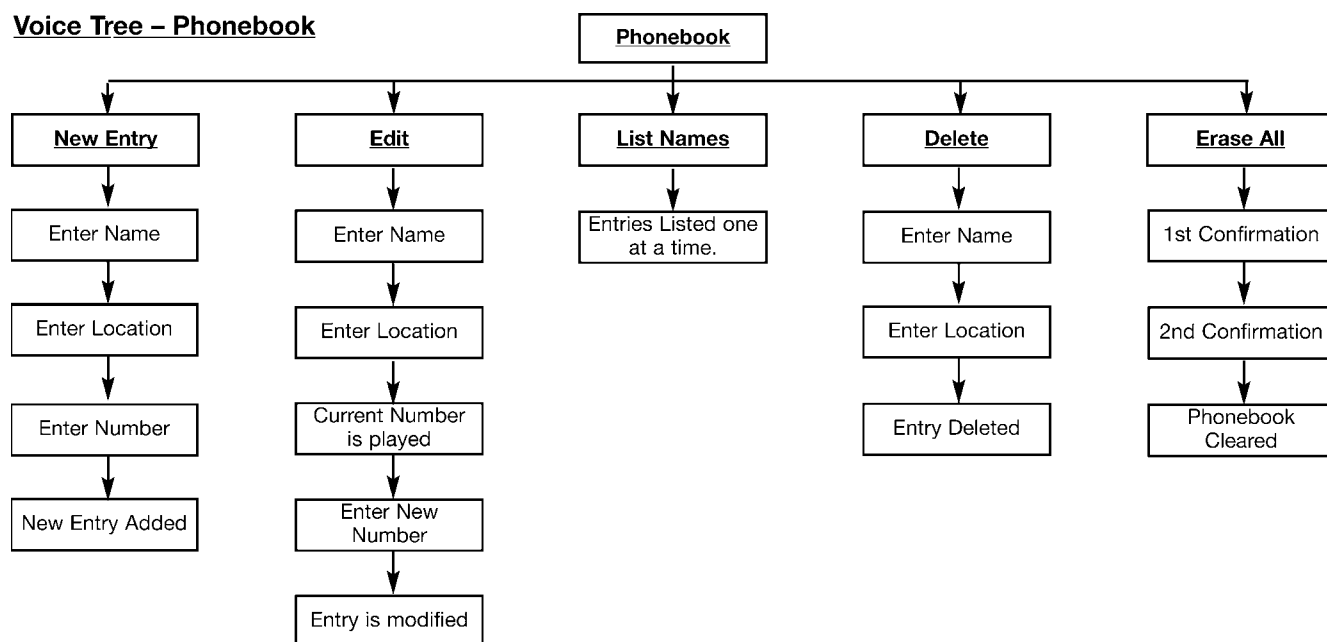 Voice Tree – Phonebook
Phonebook
New Entry
Edit
List Names
Delete
Erase All
Enter Name
Enter Name
Entries Listed one
at a time.
Enter Name
1st Confirmation
Enter Location
Enter Location
Enter Location
2nd Confirmation
Enter Number
Current Number
is played
Entry Deleted
Phonebook
Cleared
New Entry Added
Enter New
Number
Entry is modified